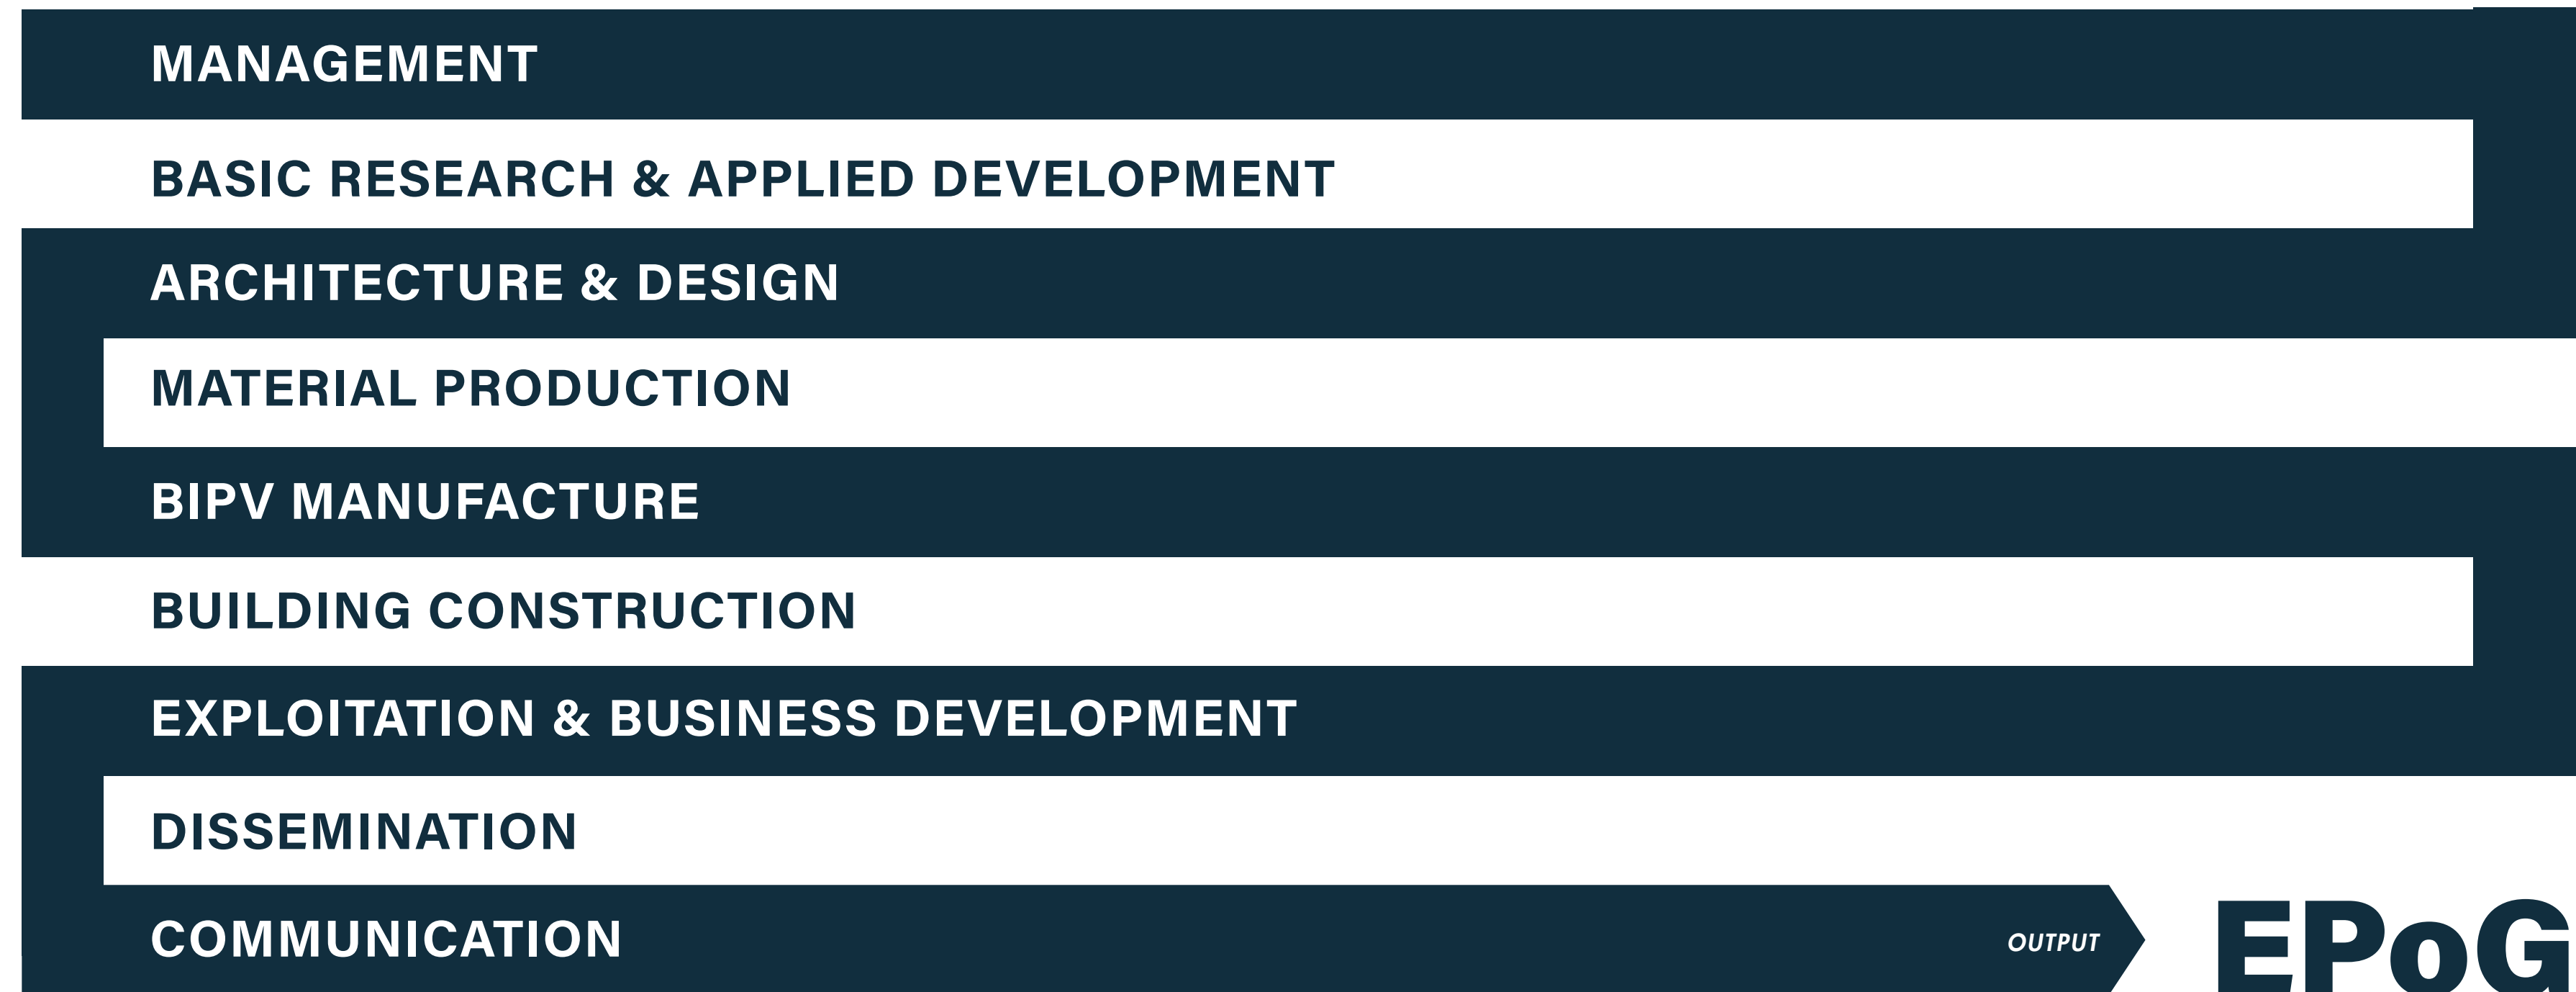 MANAGEMENT
BASIC RESEARCH & APPLIED DEVELOPMENT
ARCHITECTURE & DESIGN
MATERIAL PRODUCTION
BIPV MANUFACTURE
BUILDING CONSTRUCTION
EXPLOITATION & BUSINESS DEVELOPMENT
DISSEMINATION
COMMUNICATION
OUTPUT
EPoG